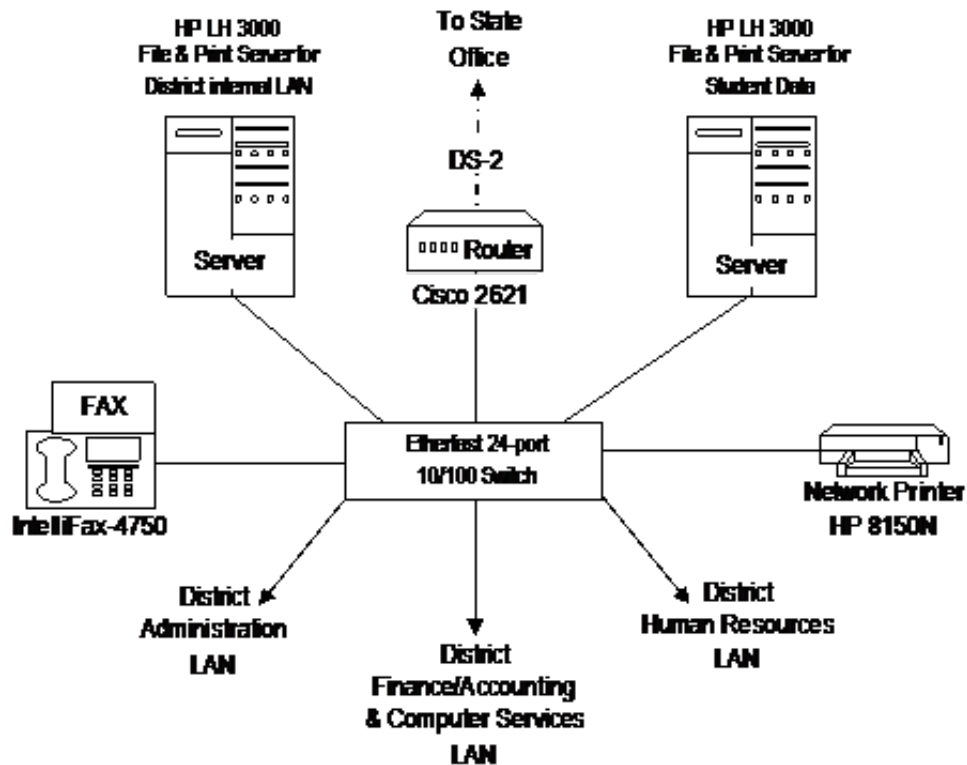 HP LH 3000
File & Print Server for
District internal LAN
To State
Office
HP LH 3000
File & Print Server for
Student Data
DS-2
Server
Router
Server
Cisco 2621
FAX
Etherfast 24-port
10/100 Switch
IntelliFax-4750
Network Printer
HP 8150N
District
Administration
LAN
District
Finance/Accounting
& Computer Services
LAN
District
Human Resources
LAN